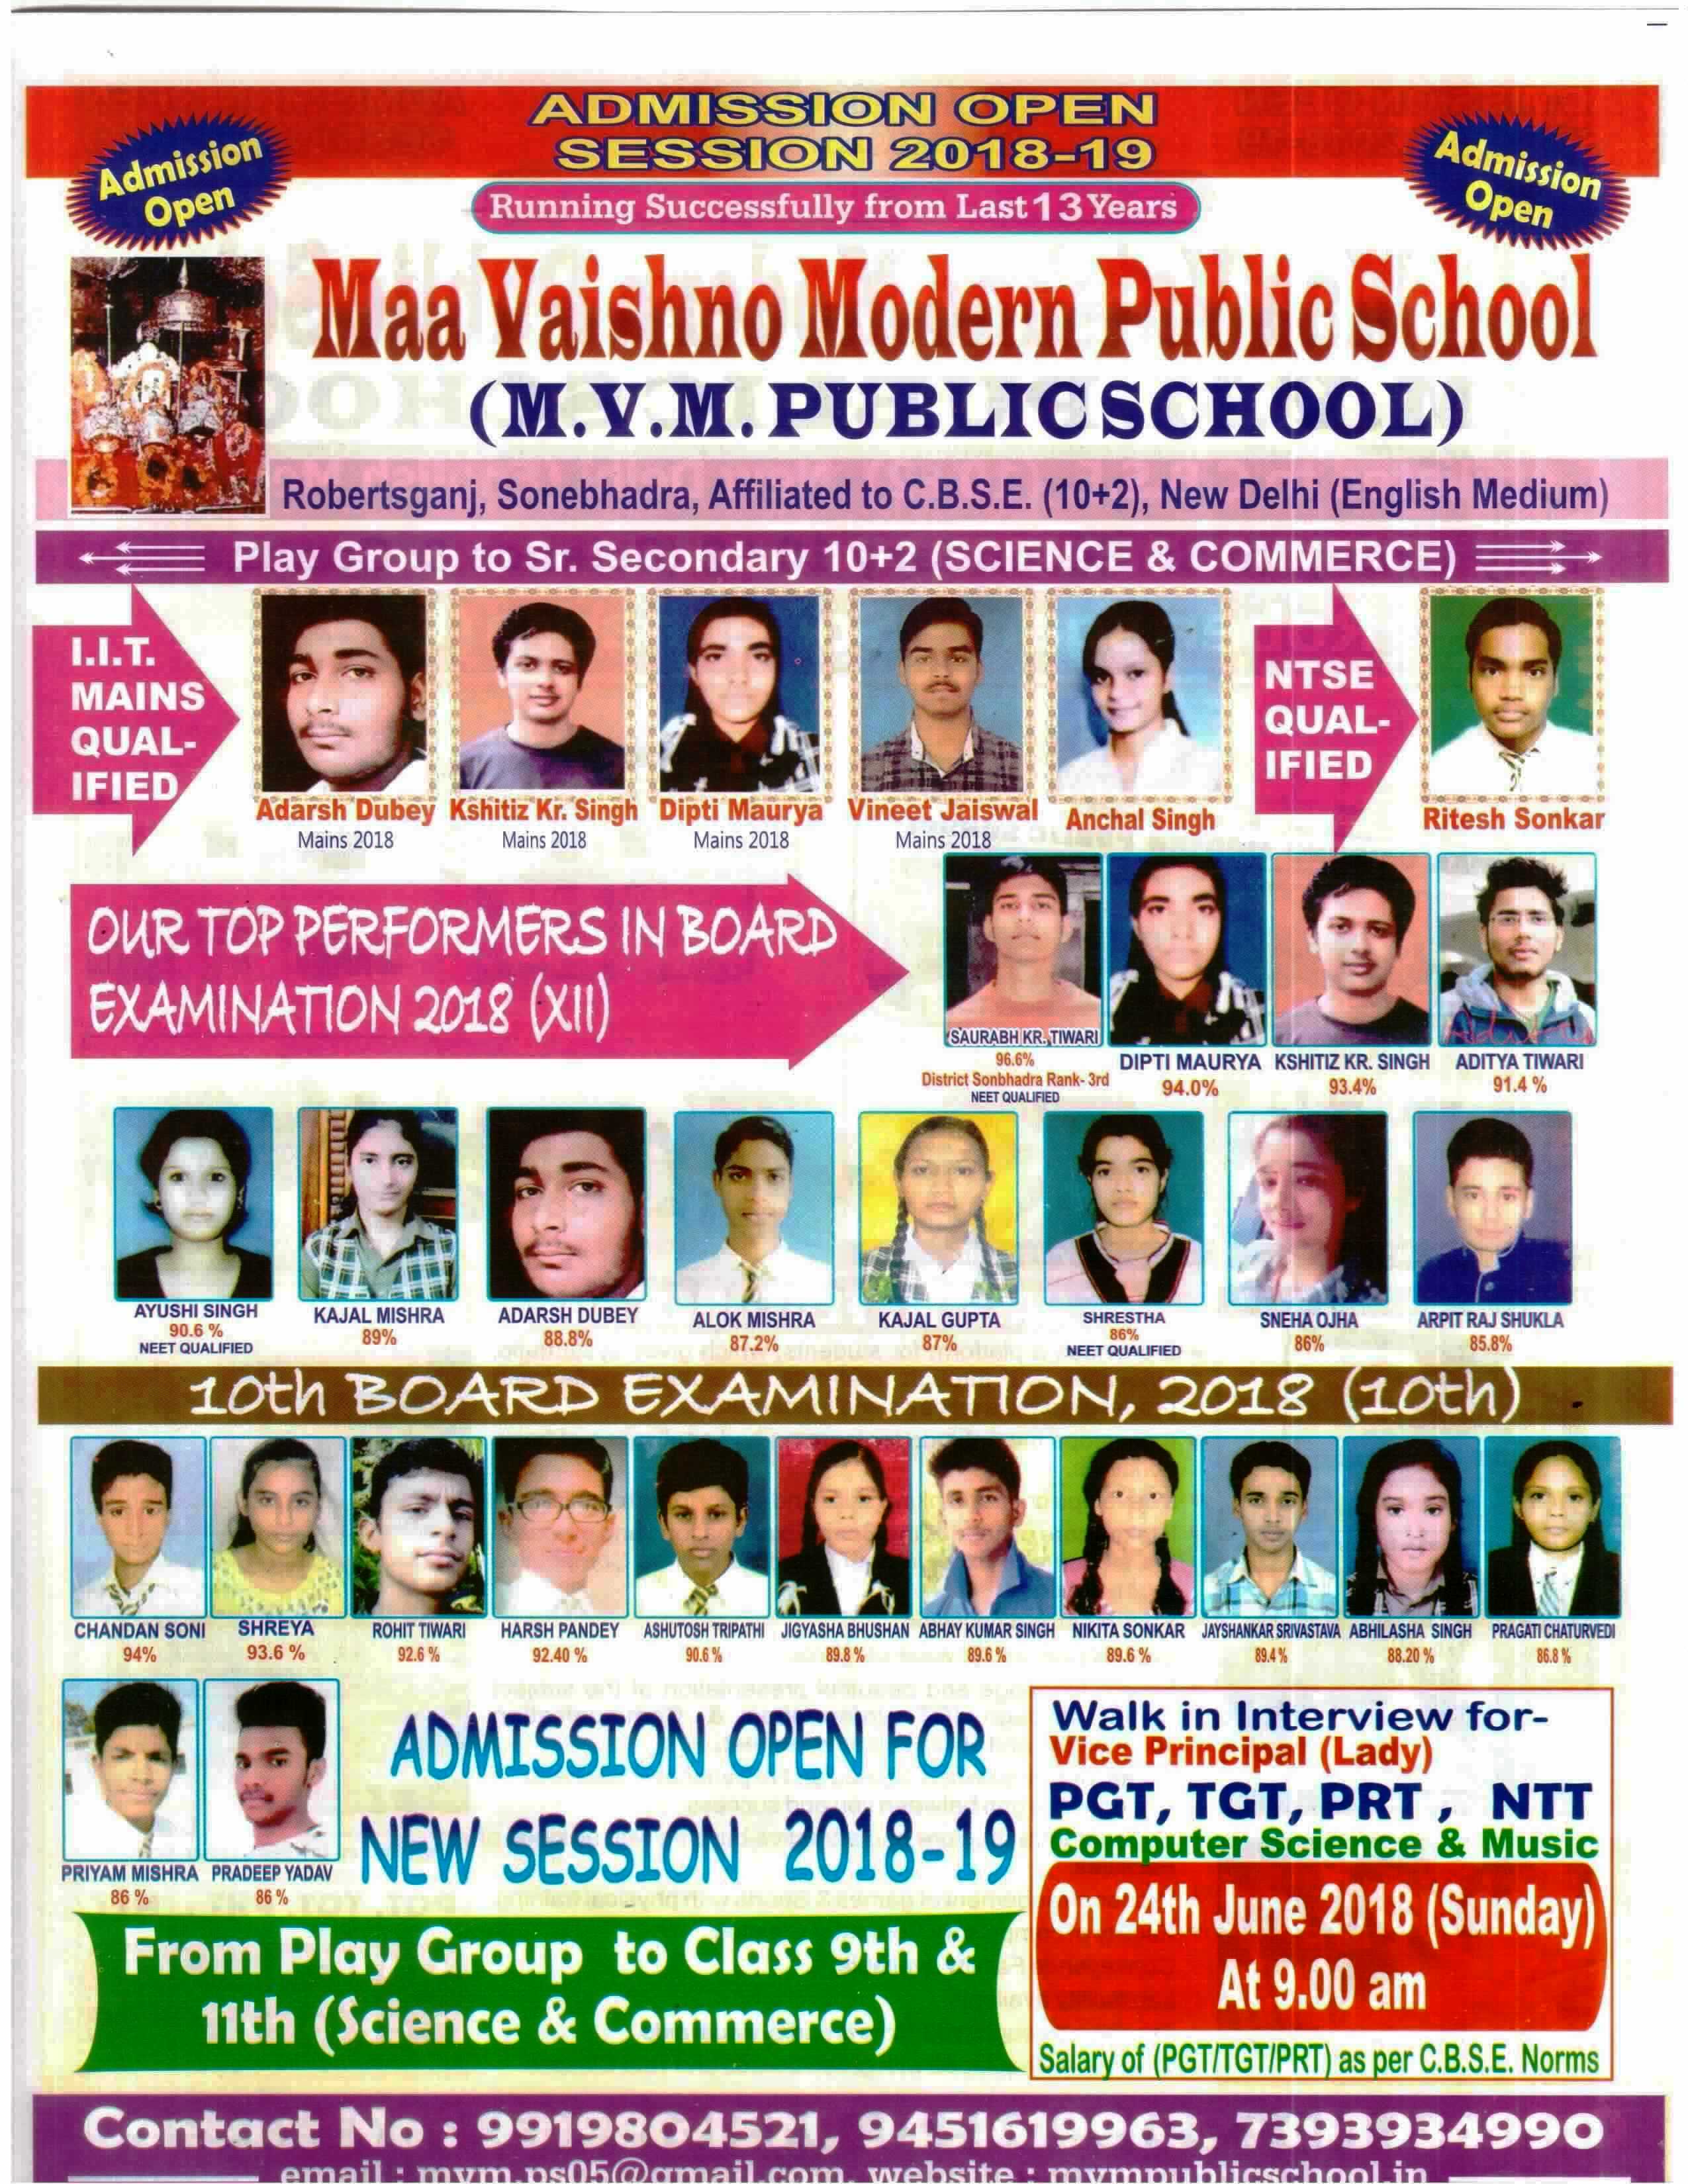 ADMISSION OPEN
SESSION 2018-19
Admission
Open
Admission
Open
Running Successfully from Last 13 Years
Maa Vaishno Modern Public School
(M.V.M. PUBLIC SCHOOL)
Robertsganj, Sonebhadra, Affiliated to C.B.S.E. (10+2), New Delhi (English Medium)
Play Group to Sr. Secondary 10+2 (SCIENCE & COMMERCE)
I.I.T.
MAINS
QUAL-
IFIED
Adarsh Dubey Kshitiz Kr. Singh Dipti Maurya Vineet Jaiswal Anchal Singh
Mains 2018 Mains 2018 Mains 2018 Mains 2018
NTSE
QUAL-
IFIED
Ritesh Sonkar
OUR TOP PERFORMERS IN BOARD
EXAMINATION 2018 (XII)
SAURABH KR. TIWARI
96.6%
District Sonbhadra Rank- 3rd
NEET QUALIFIED
DIPTI MAURYA KSHITIZ KR. SINGH ADITYA TIWARI
94.0% 93.4% 91.4 %
AYUSHI SINGH KAJAL MISHRA ADARSH DUBEY ALOK MISHRA KAJAL GUPTA SHRESTHA SNEHA OJHA ARPIT RAJ SHUKLA
90.6 % 89% 88.8% 87.2% 87% 86% 86% 85.8%
NEET QUALIFIED NEET QUALIFIED
10th BOARD EXAMINATION, 2018 (10th)
CHANDAN SONI SHREYA ROHIT TIWARI HARSH PANDEY ASHUTOSH TRIPATHI JIGYASHA BHUSHAN ABHAY KUMAR SINGH NIKITA SONKAR JAYSHANKAR SRIVASTAVA ABHILASHA SINGH PRAGATI CHATURVEDI
94% 93.6 % 92.6 % 92.40 % 90.6 % 89.8 % 89.6 % 89.6 % 89.4 % 88.20 % 86.8 %
PRIYAM MISHRA PRADEEP YADAV
86 % 86 %
ADMISSION OPEN FOR
NEW SESSION 2018-19
From Play Group to Class 9th &
11th (Science & Commerce)
Walk in Interview for-
Vice Principal (Lady)
PGT, TGT, PRT , NTT
Computer Science & Music
On 24th June 2018 (Sunday)
At 9.00 am
Salary of (PGT/TGT/PRT) as per C.B.S.E. Norms
Contact No : 9919804521, 9451619963, 7393934990
email : mvm.ps05@gmail.com, website : mvmpublicschool.in